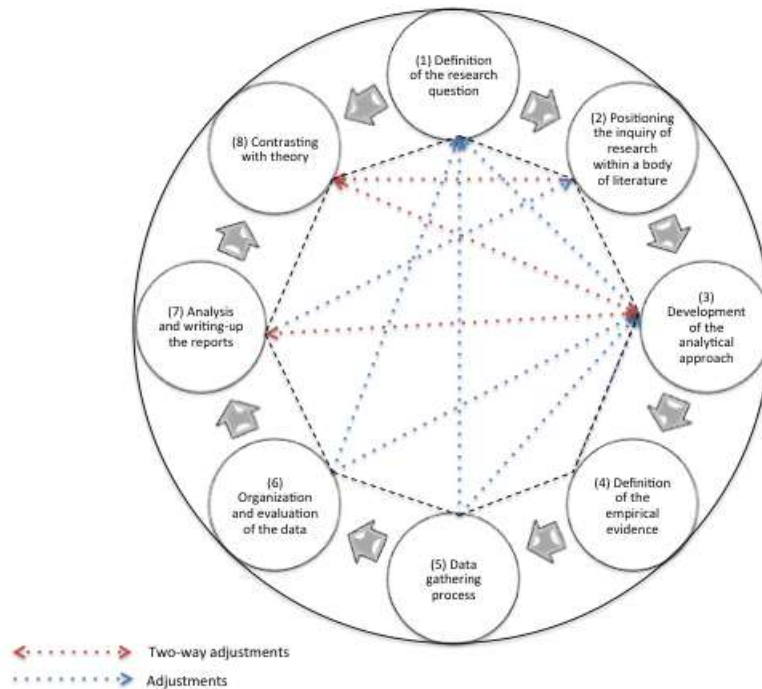 (1) Definition
of the research
question
(2) Positioning
the inquiry of
research
within a body
of literature
(3)
Development
of the
analytical
approach
(4) Definition
of the
empirical
evidence
(5) Data
gathering
process
(6)
Organization
and evaluation
of the data
(7) Analysis
and writing-up
the reports
(8) Contrasting
with theory
Two-way adjustments
Adjustments